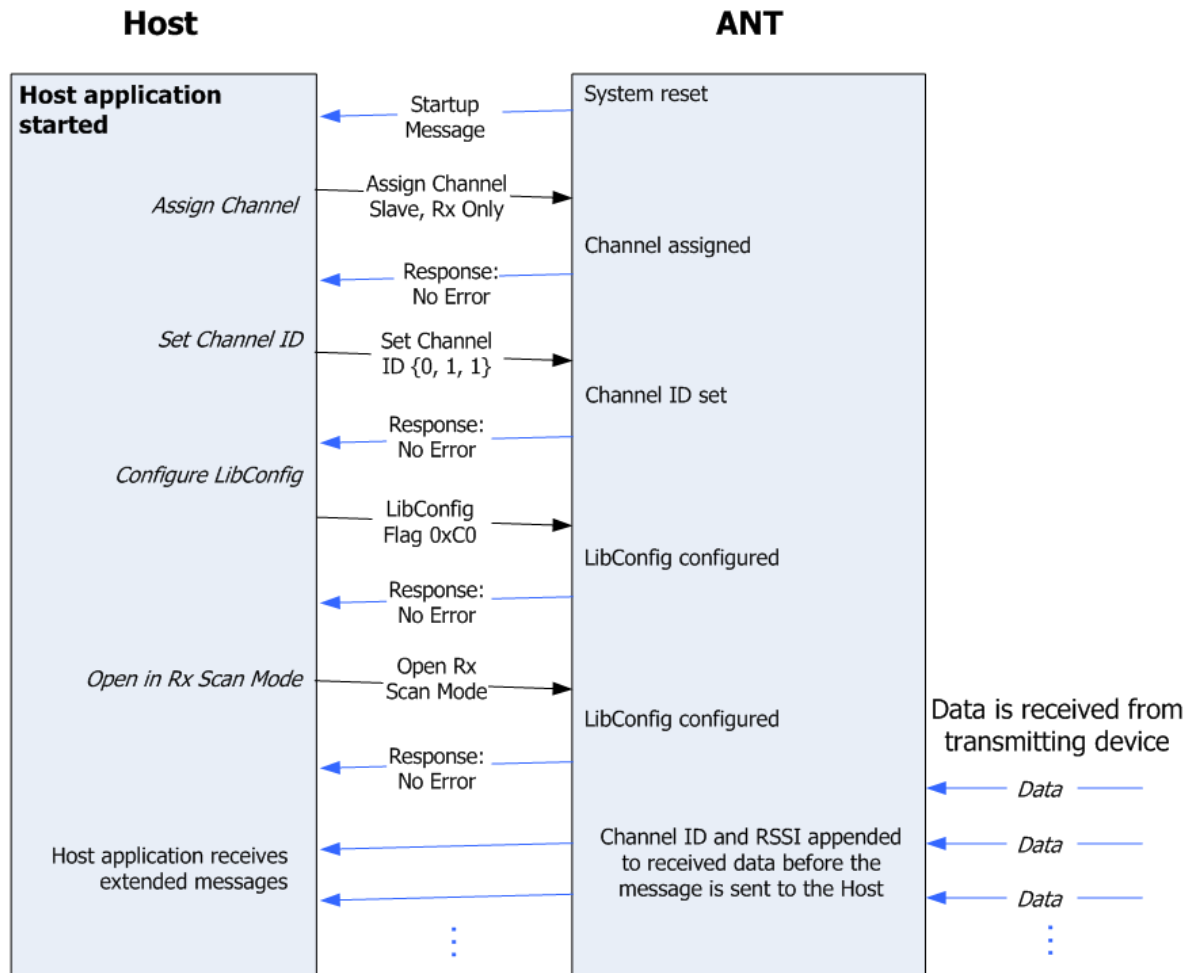 Host
ANT
Host application
started
System reset
Startup
Message
Assign Channel
Assign Channel
Slave, Rx Only
Channel assigned
Response:
No Error
Set Channel ID
Set Channel
ID {0, 1, 1}
Channel ID set
Response:
No Error
Configure LibConfig
LibConfig
Flag 0xC0
LibConfig configured
Response:
No Error
Open in Rx Scan Mode
Open Rx
Scan Mode
LibConfig configured
Data is received from
transmitting device
Response:
No Error
Data
Host application receives
extended messages
Channel ID and RSSI appended
to received data before the
message is sent to the Host
Data
Data